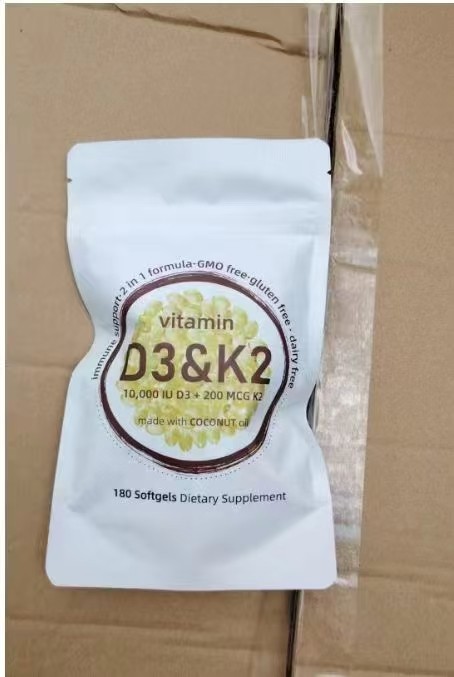 immune support·2 in 1 formula·GMO free·gluten free · dairy free
vitamin
D3&K2
10,000 IU D3 + 200 MCG K2
made with COCONUT oil
180 Softgels Dietary Supplement